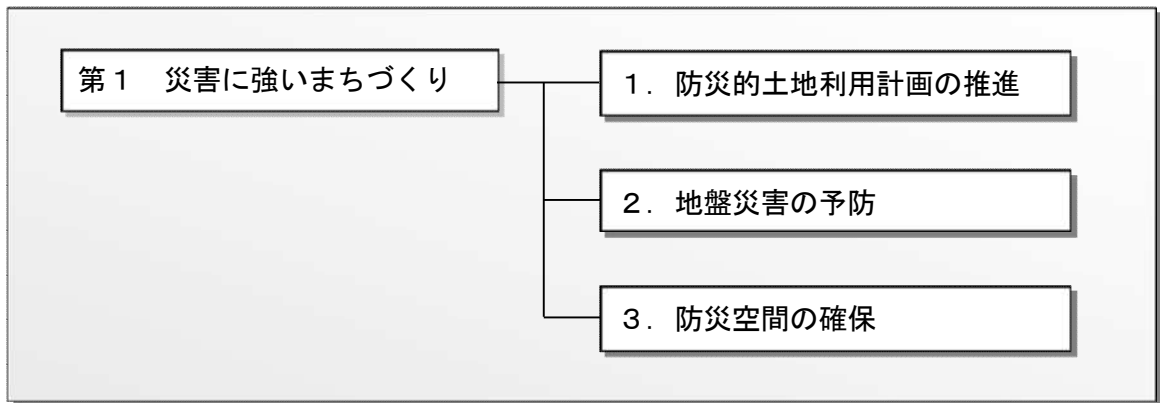 第１　災害に強いまちづくり
１．防災的土地利用計画の推進
２．地盤災害の予防
３．防災空間の確保